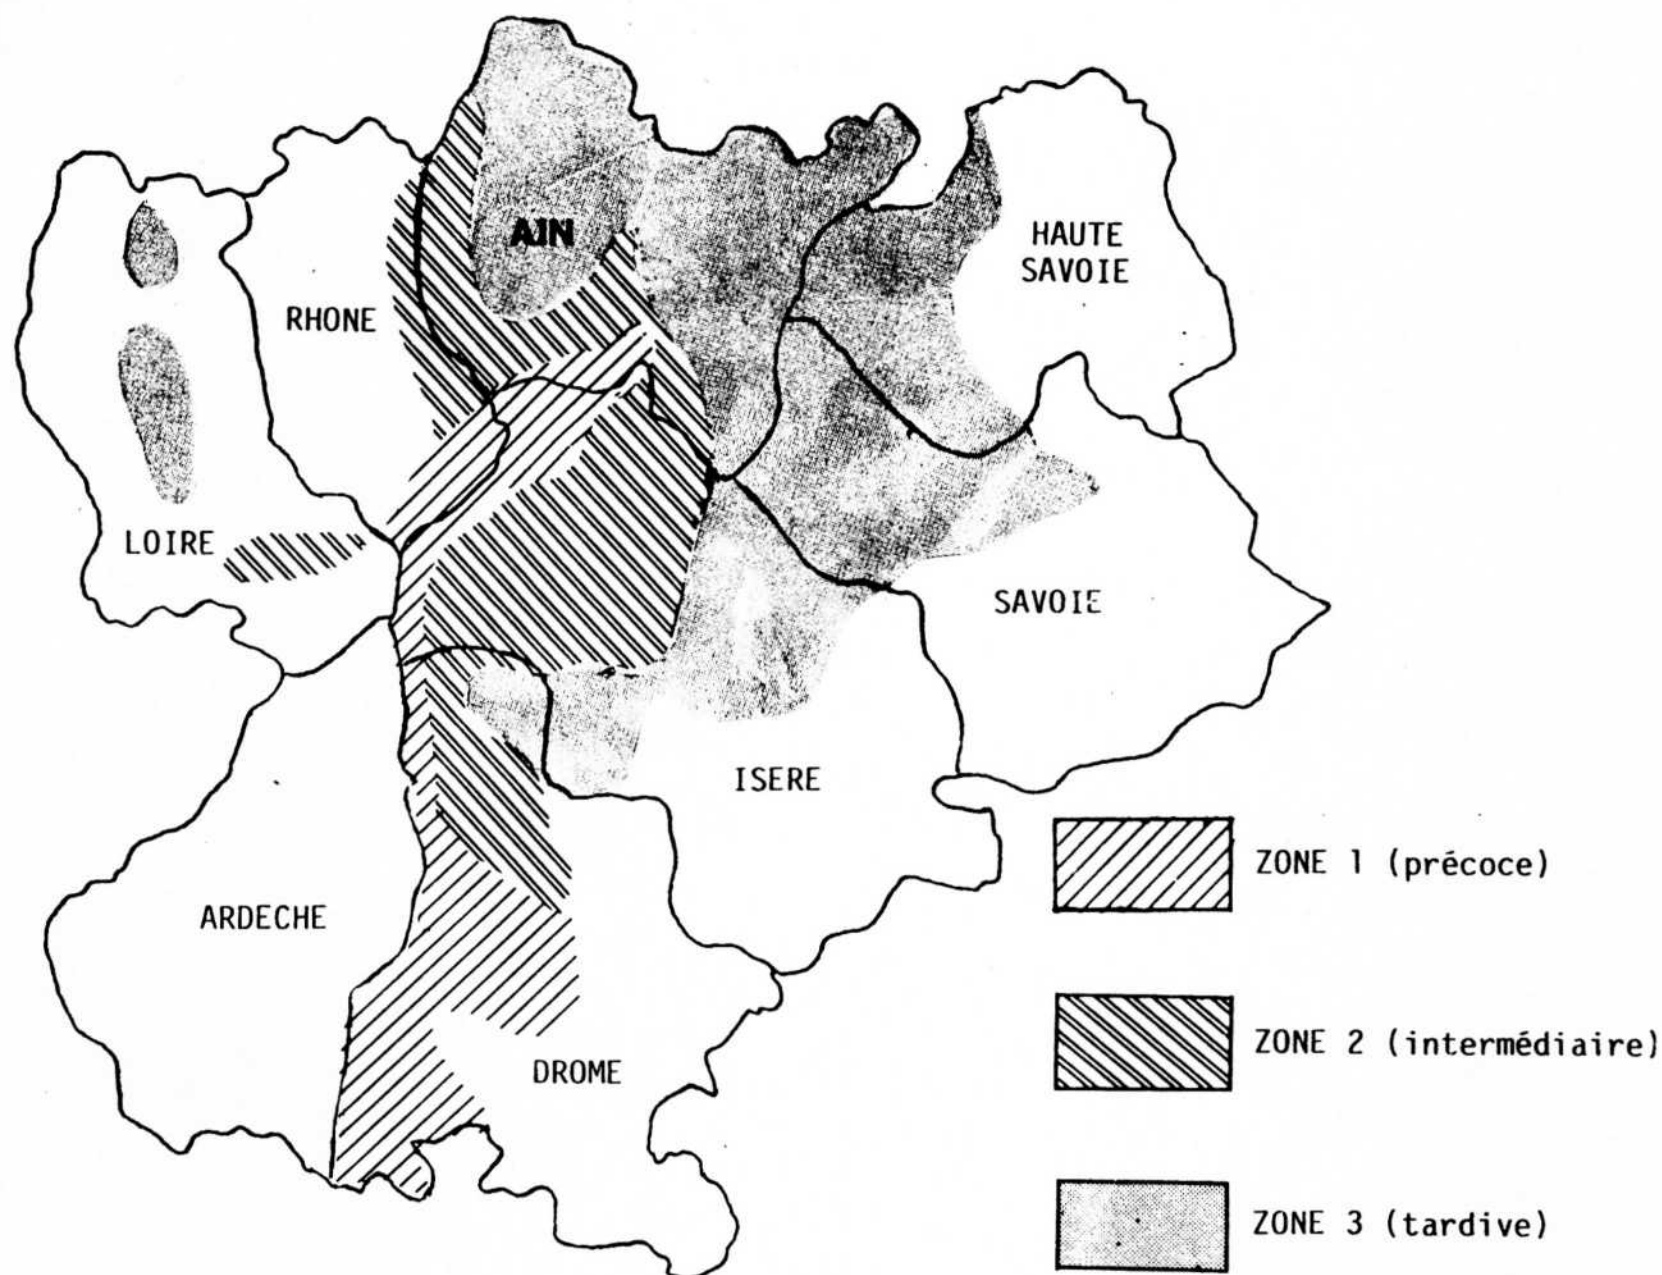 AIN
HAUTE
SAVOIE
RHONE
LOIRE
SAVOIE
ISERE
ZONE 1 (précoce)
ARDECHE
ZONE 2 (intermédiaire)
DROME
ZONE 3 (tardive)